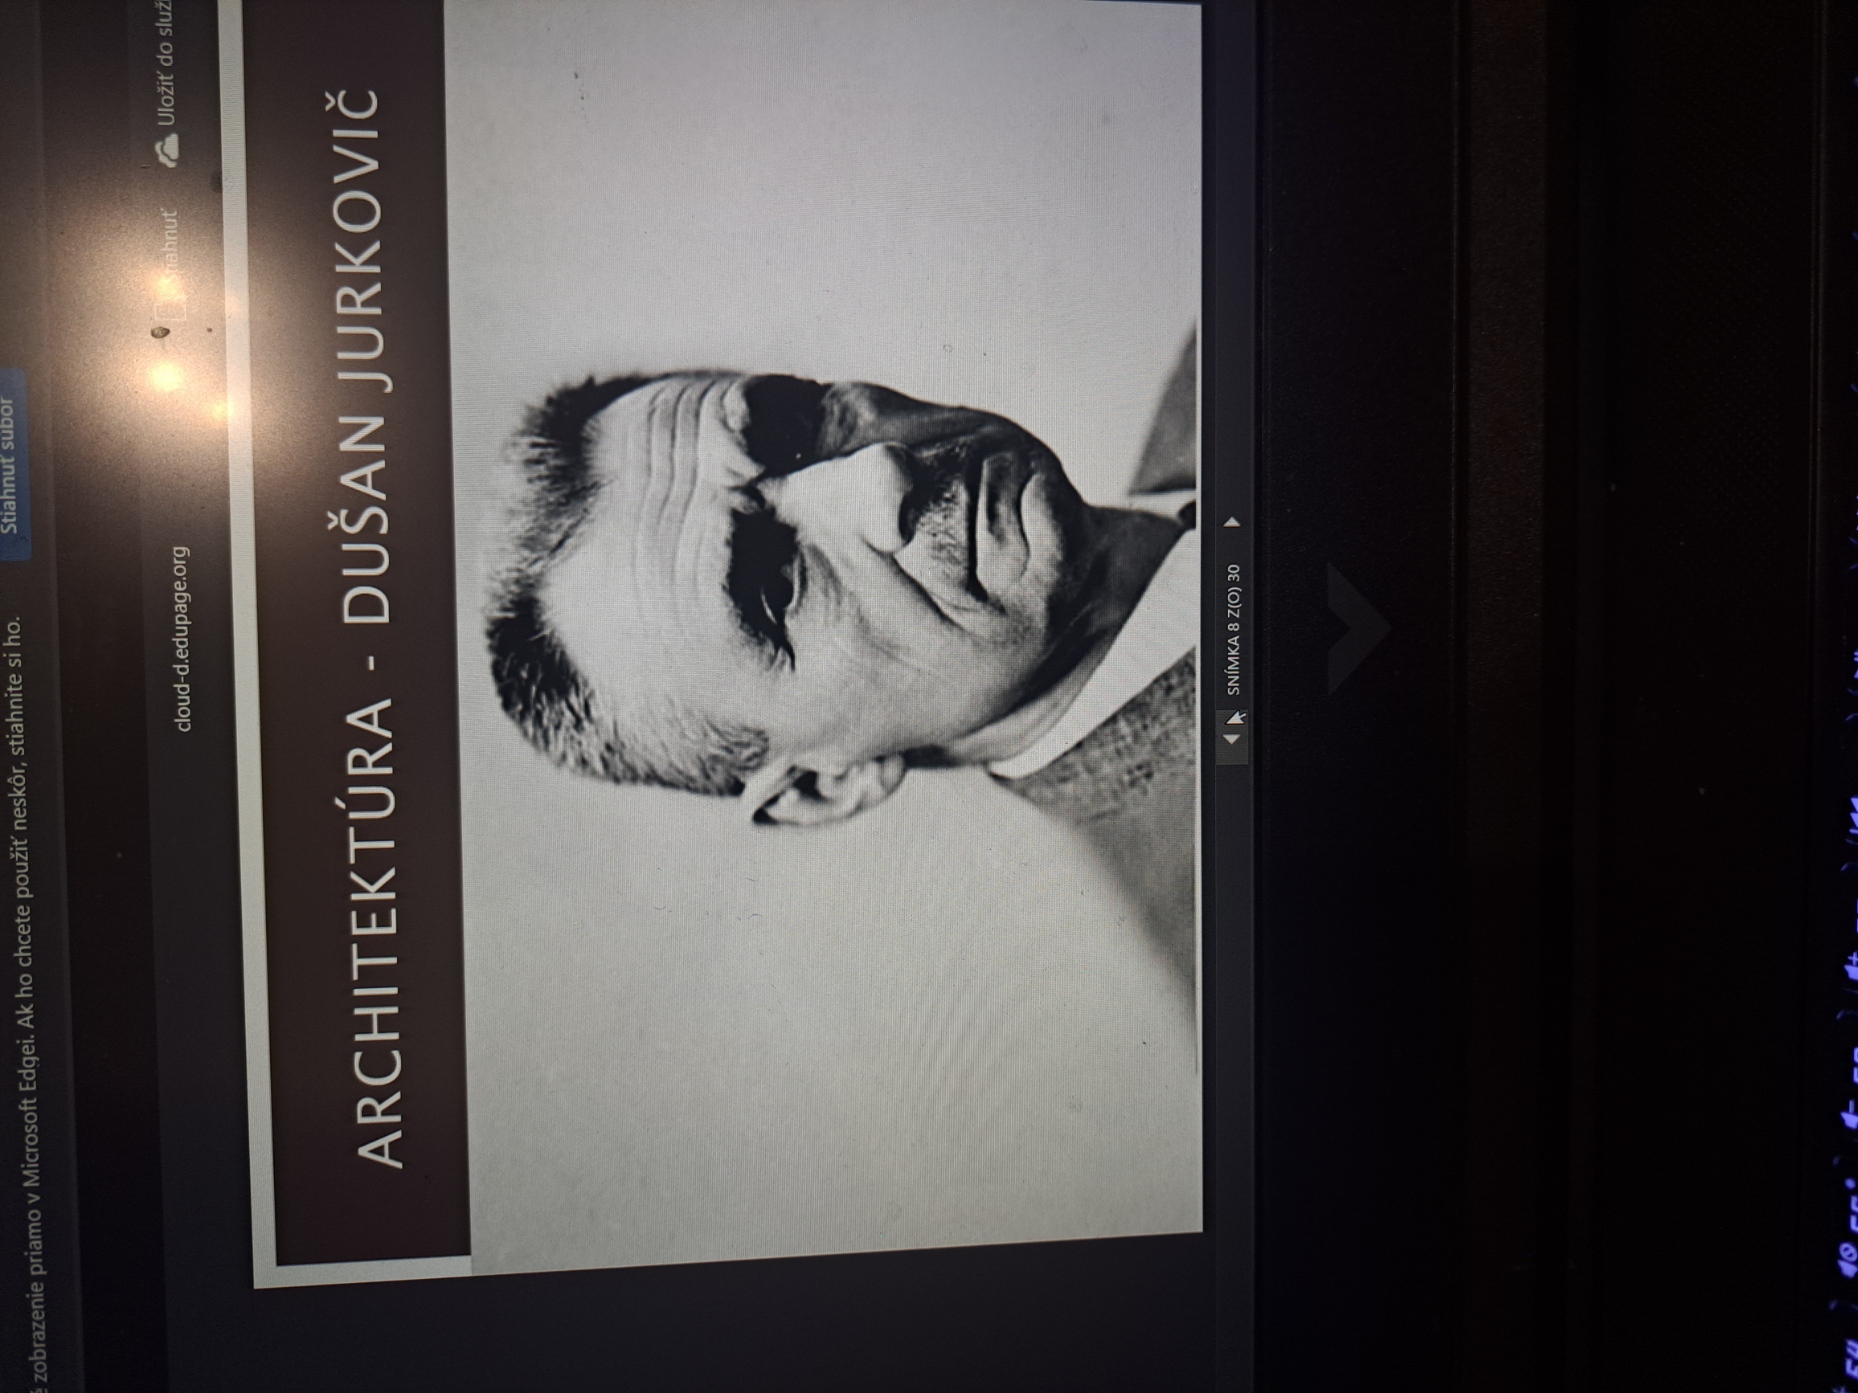 zobrazenie priamo v Microsoft Edgei. Ak ho chcete použiť neskôr, stiahnite si ho.
Stiahnuť súbor
cloud-d.edupage.org
Uložiť do
ARCHITEKTÚRA - DUŠAN JURKOVIČ
SNÍMKA 8 Z(O) 30